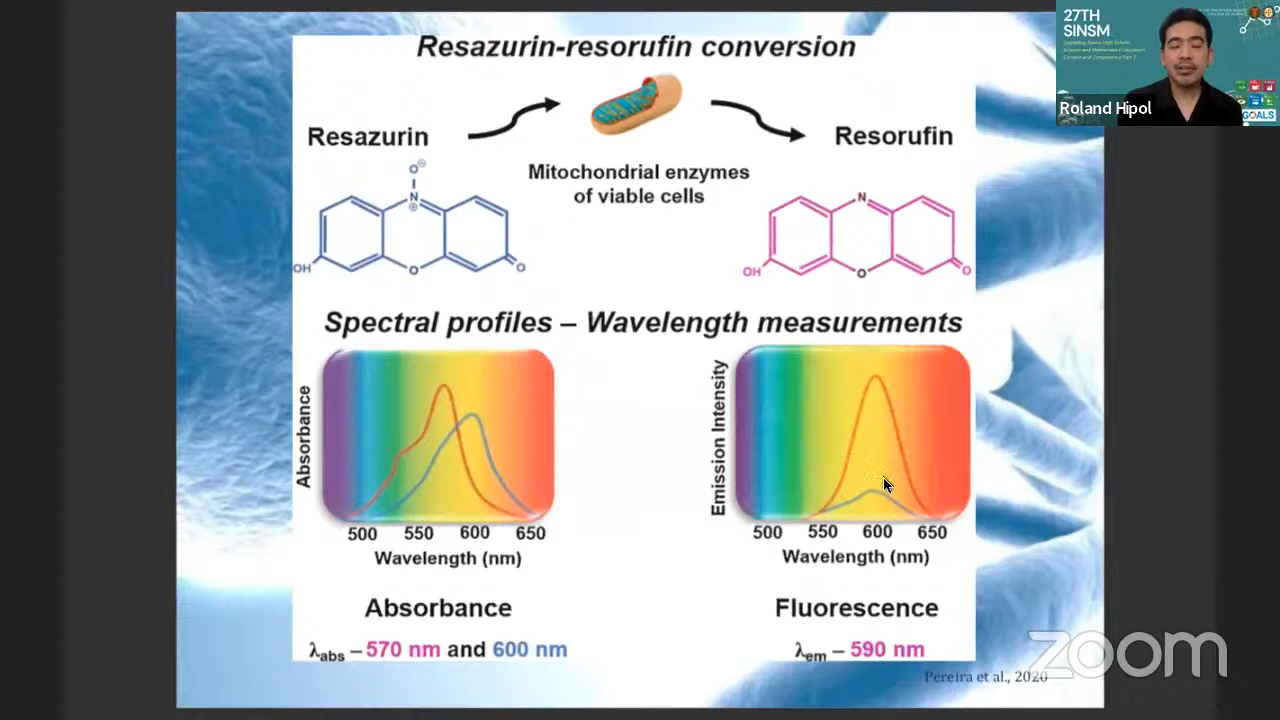 Resazurin-resorufin conversion
Resazurin
Mitochondrial enzymes
of viable cells
Resorufin
O⊖
N
⊕
OH
O
O
N
OH
O
O
Spectral profiles – Wavelength measurements
Absorbance
500 550 600 650
Wavelength (nm)
Emission Intensity
500 550 600 650
Wavelength (nm)
Absorbance
λabs – 570 nm and 600 nm
Fluorescence
λem – 590 nm
Pereira et al., 2020
zoom
27TH
SINSM
Roland Hipol
GOALS